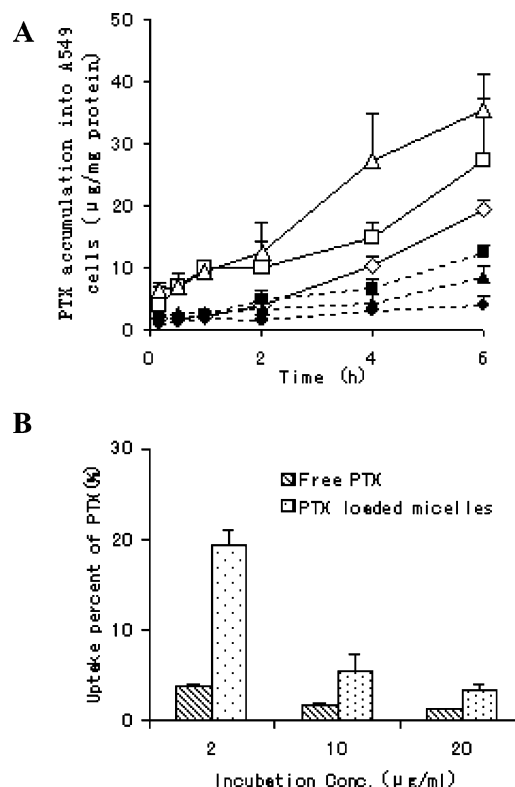 A
PTX accumulation into A549
cells (μg/mg protein)
50
40
30
20
10
0
0 2 4 6
Time (h)
B
Uptake percent of PTX(%)
30
20
10
0
Free PTX
PTX loaded micelles
2 10 20
Incubation Conc. (μg/ml)